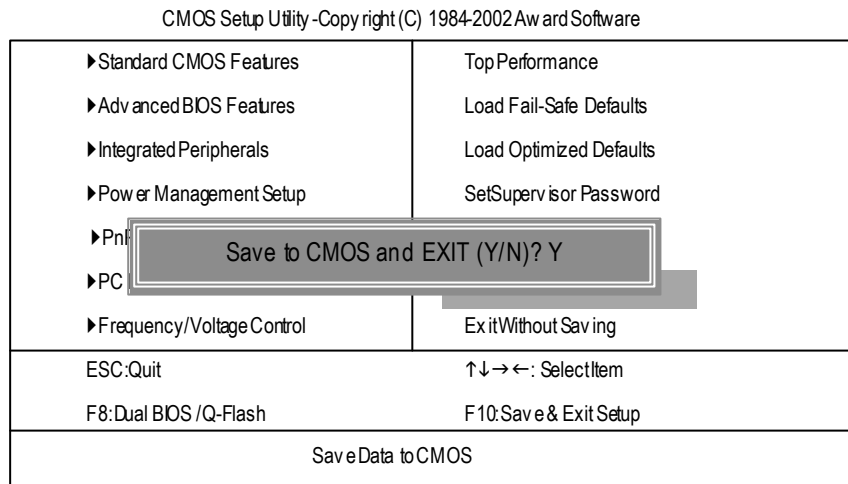 CMOS Setup Utility-Copyright (C) 1984-2002 Award Software
▶Standard CMOS Features
Top Performance
▶Advanced BIOS Features
Load Fail-Safe Defaults
▶Integrated Peripherals
Load Optimized Defaults
▶Power Management Setup
Set Supervisor Password
▶PnP
Save to CMOS and EXIT (Y/N)? Y
▶PC
▶Frequency/Voltage Control
Exit Without Saving
ESC:Quit
↑↓→←: Select Item
F8:Dual BIOS /Q-Flash
F10:Save & Exit Setup
Save Data to CMOS